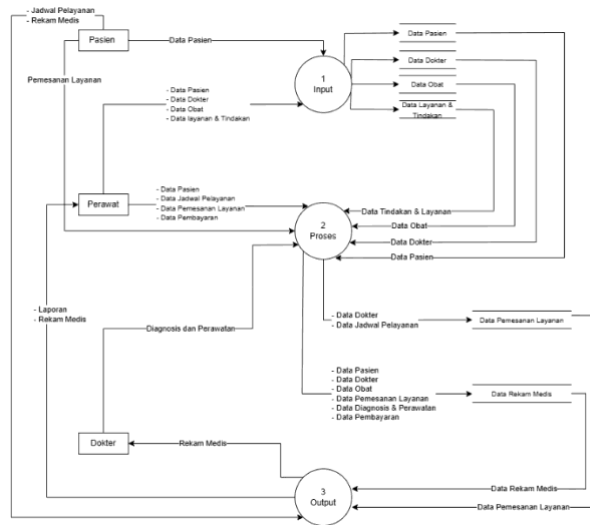 - Jadwal Pelayanan
- Rekam Medis
Pasien
Data Pasien
Pemesanan Layanan
1
Input
Data Pasien
Data Dokter
Data Obat
Data Layanan &
Tindakan
- Data Pasien
- Data Dokter
- Data Obat
- Data layanan & Tindakan
Perawat
- Data Pasien
- Data Jadwal Pelayanan
- Data Pemesanan Layanan
- Data Pembayaran
2
Proses
Data Tindakan & Layanan
Data Obat
Data Dokter
Data Pasien
- Laporan
- Rekam Medis
Diagnosis dan Perawatan
- Data Dokter
- Data Jadwal Pelayanan
Data Pemesanan Layanan
- Data Pasien
- Data Dokter
- Data Obat
- Data Pemesanan Layanan
- Data Diagnosis & Perawatan
- Data Pembayaran
Data Rekam Medis
Dokter
Rekam Medis
3
Output
Data Rekam Medis
Data Pemesanan Layanan